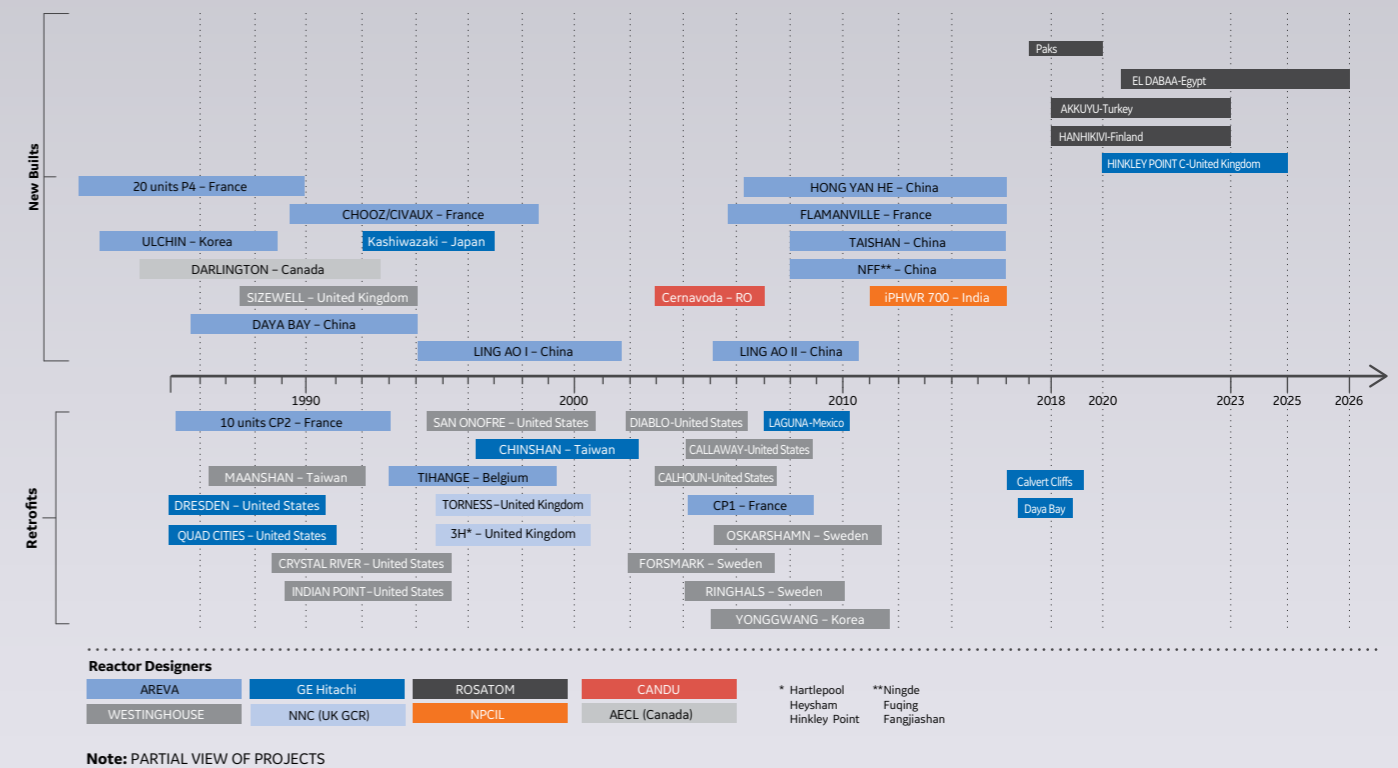 New Builts
Paks
EL DABAA-Egypt
AKKUYU-Turkey
HANHIKIVI-Finland
HINKLEY POINT C-United Kingdom
20 units P4 – France
HONG YAN HE – China
CHOOZ/CIVAUX – France
FLAMANVILLE – France
ULCHIN – Korea
Kashiwazaki – Japan
TAISHAN – China
DARLINGTON – Canada
NFF** – China
SIZEWELL – United Kingdom
Cernavoda – RO
iPHWR 700 – India
DAYA BAY – China
LING AO I – China
LING AO II – China
1990
2000
2010
2018
2020
2023
2025
2026
Retrofits
10 units CP2 – France
SAN ONOFRE – United States
DIABLO-United States
LAGUNA-Mexico
CHINSHAN – Taiwan
CALLAWAY-United States
MAANSHAN – Taiwan
TIHANGE – Belgium
CALHOUN-United States
Calvert Cliffs
DRESDEN – United States
TORNESS–United Kingdom
CP1 – France
Daya Bay
QUAD CITIES – United States
3H* – United Kingdom
OSKARSHAMN – Sweden
CRYSTAL RIVER – United States
FORSMARK – Sweden
INDIAN POINT–United States
RINGHALS – Sweden
YONGGWANG – Korea
Reactor Designers
AREVA
GE Hitachi
ROSATOM
CANDU
WESTINGHOUSE
NNC (UK GCR)
NPCIL
AECL (Canada)
* Hartlepool
Heysham
Hinkley Point
**Ningde
Fuqing
Fangjiashan
Note: PARTIAL VIEW OF PROJECTS